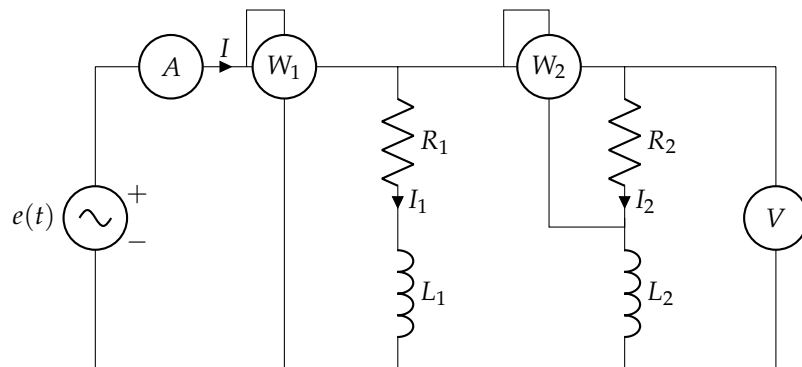 I
A
W₁
W₂
R₁
R₂
+
e(t)
−
I₁
I₂
V
L₁
L₂